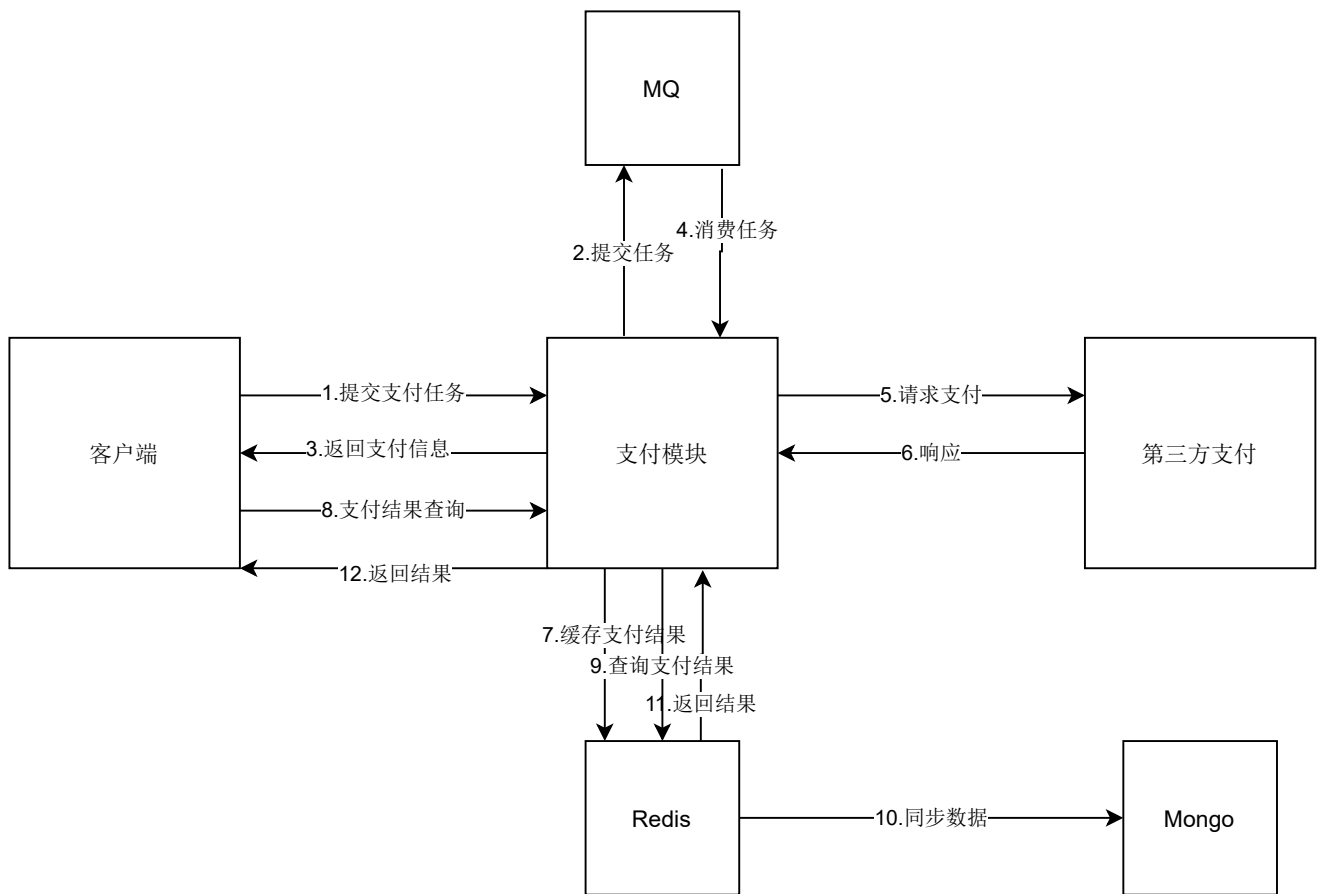 MQ
4.消费任务
2.提交任务
1.提交支付任务
5.请求支付
客户端
3.返回支付信息
支付模块
6.响应
第三方支付
8.支付结果查询
12.返回结果
7.缓存支付结果
9.查询支付结果
11.返回结果
Redis
10.同步数据
Mongo